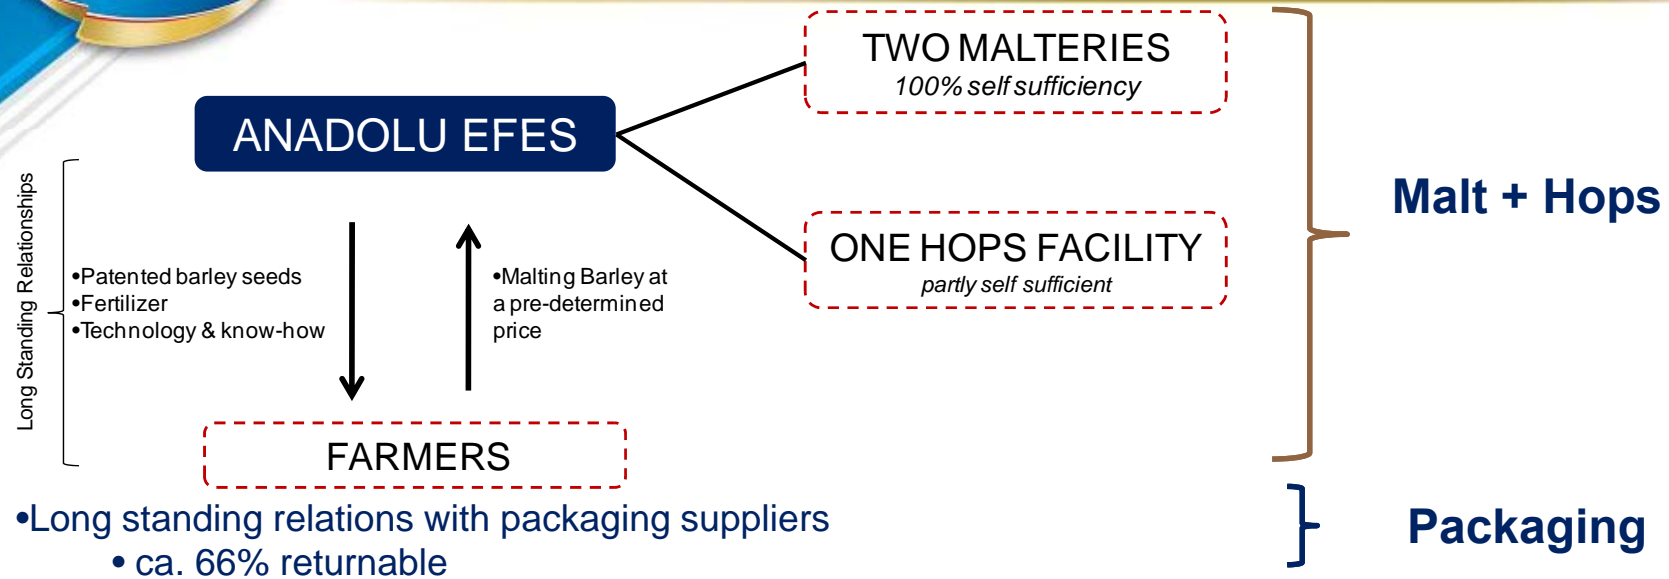 TWO MALTERIES
100% self sufficiency
ANADOLU EFES
Malt + Hops
Long Standing Relationships
ONE HOPS FACILITY
partly self sufficient
•Patented barley seeds
•Fertilizer
•Technology & know-how
•Malting Barley at
a pre-determined
price
FARMERS
•Long standing relations with packaging suppliers
• ca. 66% returnable
Packaging